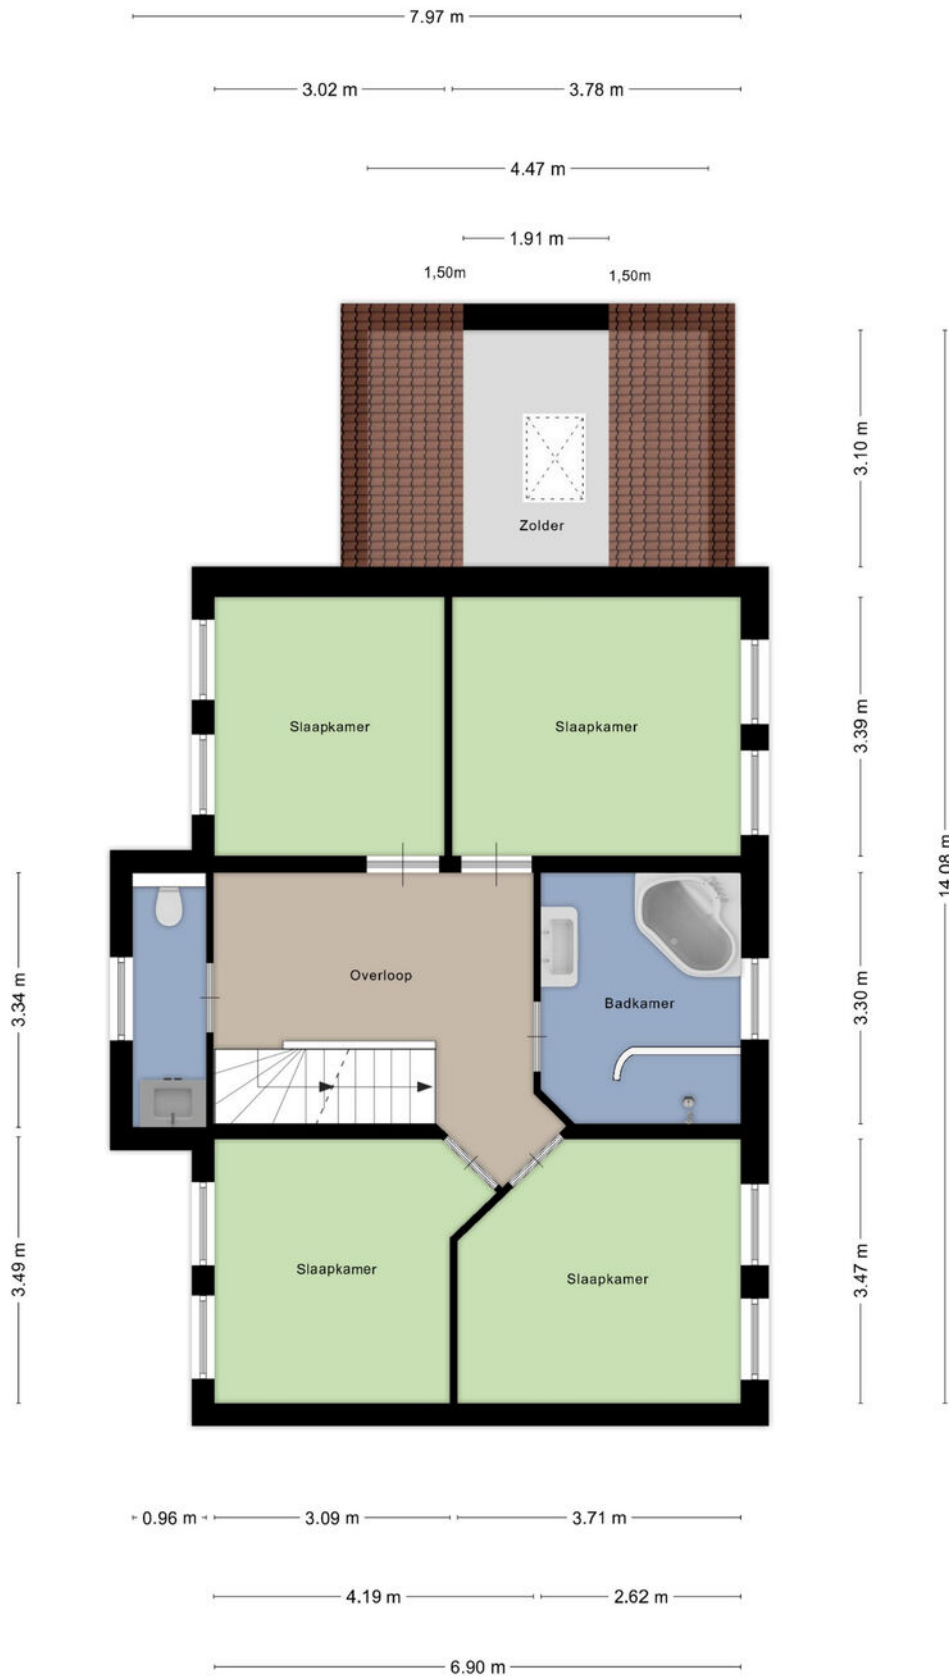 7.97 m
3.02 m
3.78 m
4.47 m
1.91 m
1,50m
1,50m
3.10 m
Zolder
14.08 m
Slaapkamer
Slaapkamer
3.39 m
Overloop
Badkamer
3.34 m
3.30 m
Slaapkamer
Slaapkamer
3.49 m
3.47 m
0.96 m
3.09 m
3.71 m
4.19 m
2.62 m
6.90 m